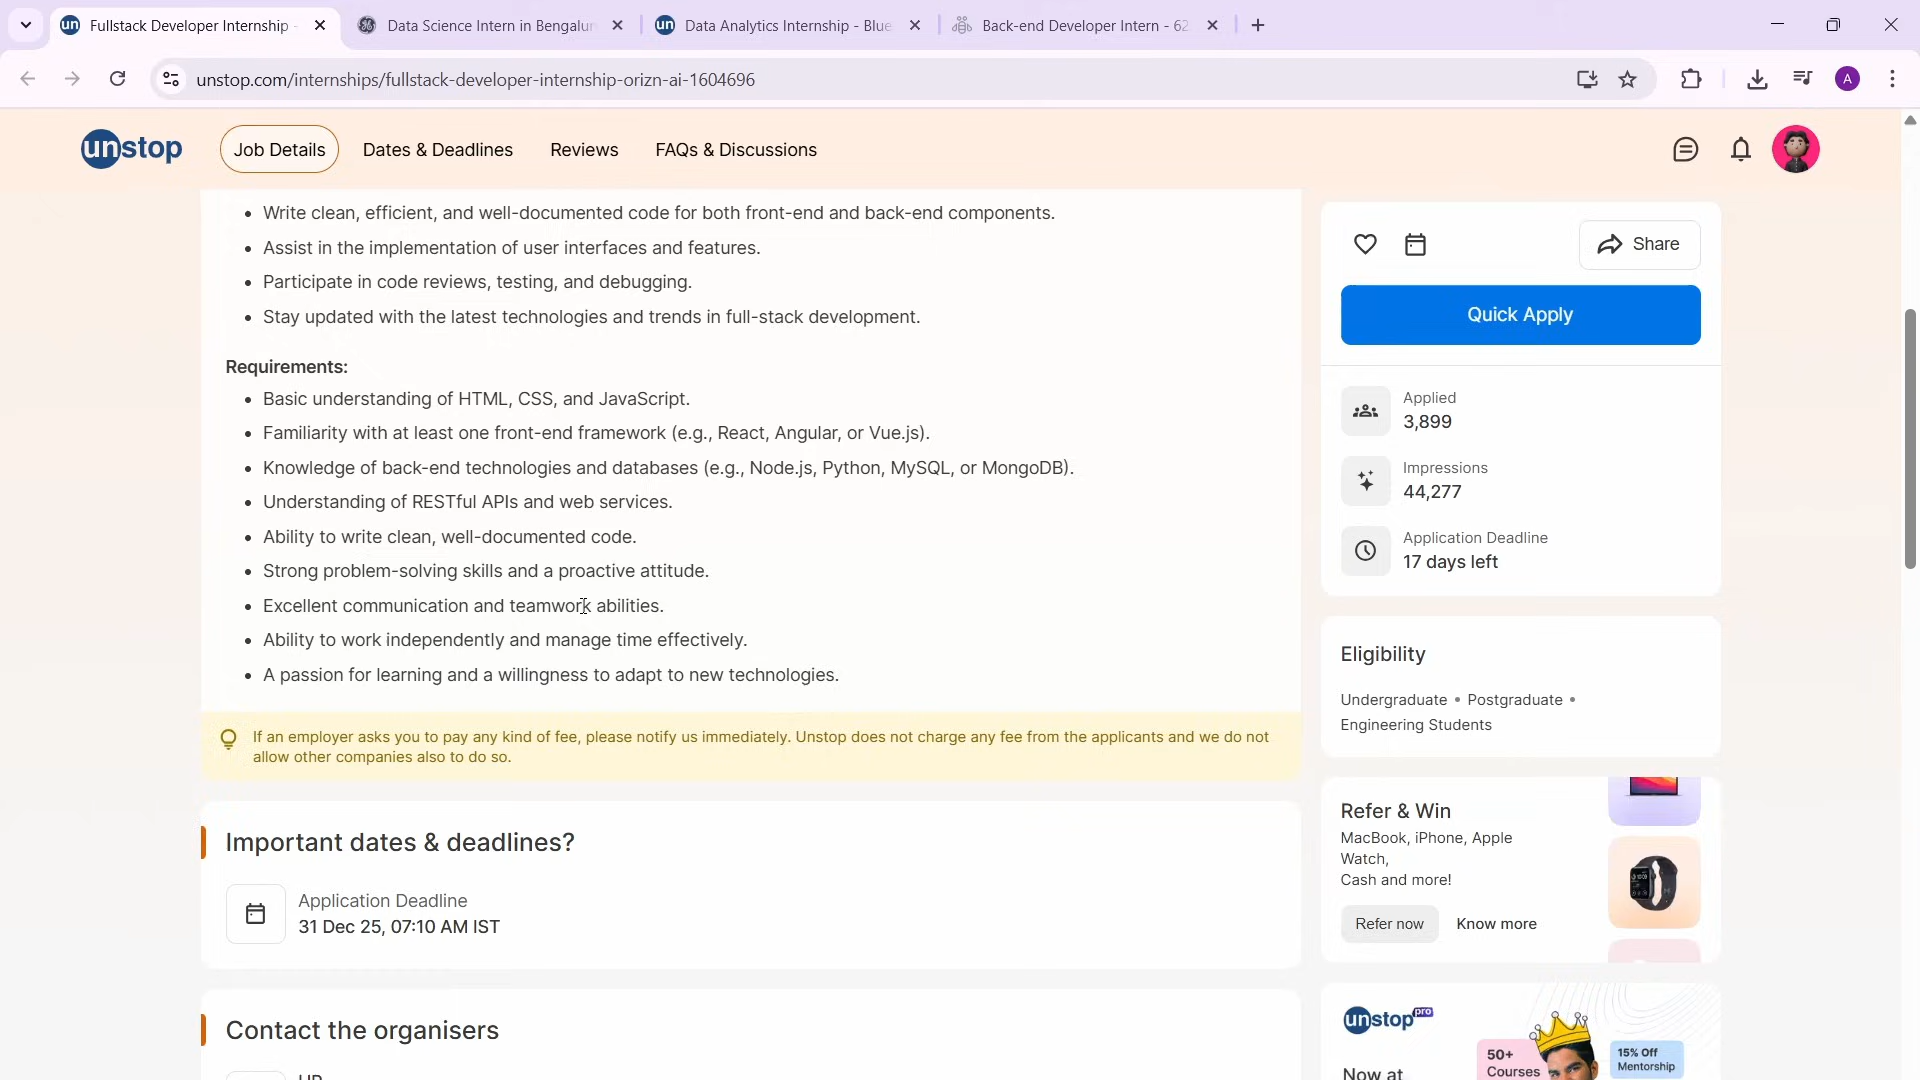 Fullstack Developer Internship -
Data Science Intern in Bengalur
Data Analytics Internship - Blue
Back-end Developer Intern - 62
unstop.com/internships/fullstack-developer-internship-orizn-ai-1604696
A
unstop
Job Details
Dates & Deadlines
Reviews
FAQs & Discussions
• Write clean, efficient, and well-documented code for both front-end and back-end components.
• Assist in the implementation of user interfaces and features.
• Participate in code reviews, testing, and debugging.
• Stay updated with the latest technologies and trends in full-stack development.
Requirements:
• Basic understanding of HTML, CSS, and JavaScript.
• Familiarity with at least one front-end framework (e.g., React, Angular, or Vue.js).
• Knowledge of back-end technologies and databases (e.g., Node.js, Python, MySQL, or MongoDB).
• Understanding of RESTful APIs and web services.
• Ability to write clean, well-documented code.
• Strong problem-solving skills and a proactive attitude.
• Excellent communication and teamwork abilities.
• Ability to work independently and manage time effectively.
• A passion for learning and a willingness to adapt to new technologies.
If an employer asks you to pay any kind of fee, please notify us immediately. Unstop does not charge any fee from the applicants and we do not
allow other companies also to do so.
Important dates & deadlines?
Application Deadline
31 Dec 25, 07:10 AM IST
Contact the organisers
HR
Share
Quick Apply
Applied
3,899
Impressions
44,277
Application Deadline
17 days left
Eligibility
Undergraduate • Postgraduate •
Engineering Students
Refer & Win
MacBook, iPhone, Apple
Watch,
Cash and more!
Refer now
Know more
unstop pro
Now at
50+
Courses
15% Off
Mentorship